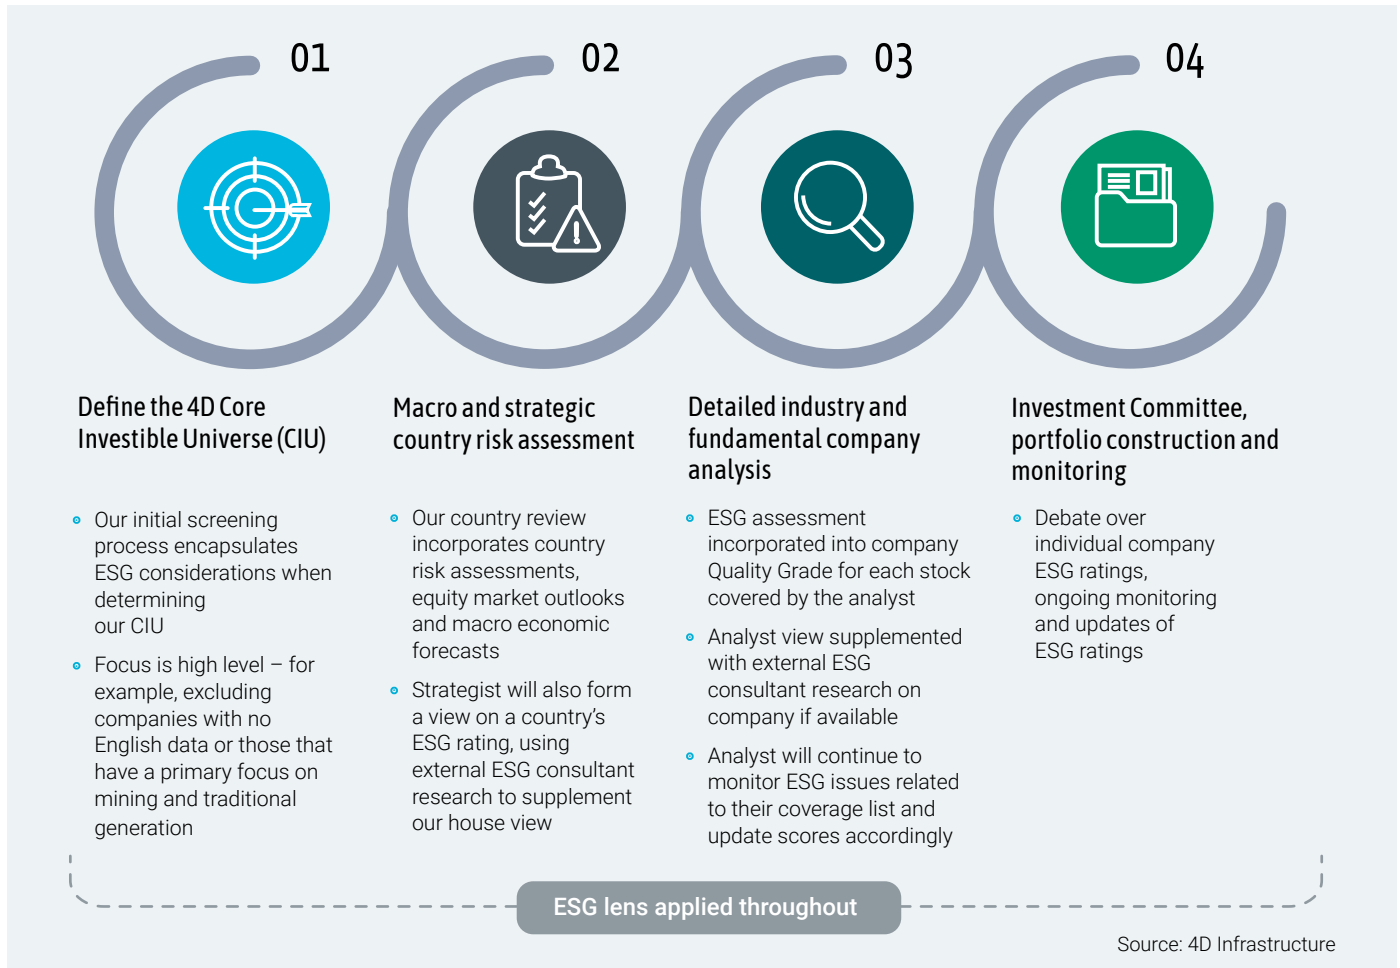 01
Define the 4D Core
Investible Universe (CIU)
Our initial screening
process encapsulates
ESG considerations when
determining
our CIU
Focus is high level – for
example, excluding
companies with no
English data or those that
have a primary focus on
mining and traditional
generation
02
Macro and strategic
country risk assessment
Our country review
incorporates country
risk assessments,
equity market outlooks
and macro economic
forecasts
Strategist will also form
a view on a country’s
ESG rating, using
external ESG consultant
research to supplement
our house view
03
Detailed industry and
fundamental company
analysis
ESG assessment
incorporated into company
Quality Grade for each stock
covered by the analyst
Analyst view supplemented
with external ESG
consultant research on
company if available
Analyst will continue to
monitor ESG issues related
to their coverage list and
update scores accordingly
04
Investment Committee,
portfolio construction and
monitoring
Debate over
individual company
ESG ratings,
ongoing monitoring
and updates of
ESG ratings
ESG lens applied throughout
Source: 4D Infrastructure